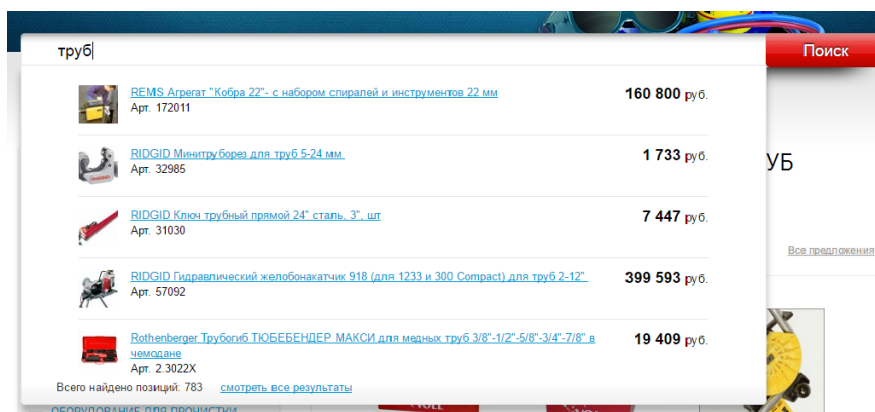 труб
Поиск
REMS Агрегат "Кобра 22"- с набором спиралей и инструментов 22 мм
160 800 руб.
Арт. 172011
RIDGID Минитруборез для труб 5-24 мм
1 733 руб.
Арт. 32985
УБ
RIDGID Ключ трубный прямой 24" сталь, 3", шт
7 447 руб.
Арт. 31030
Все предложения
RIDGID Гидравлический желобонакатчик 918 (для 1233 и 300 Compact) для труб 2-12"
399 593 руб.
Арт. 57092
Rothenberger Трубогиб ТЮБЕБЕНДЕР МАКСИ для медных труб 3/8"-1/2"-5/8"-3/4"-7/8" в
чемодане
19 409 руб.
Арт. 2.3022X
Всего найдено позиций: 783 смотреть все результаты
ОБОРУДОВАНИЕ ДЛЯ ПРОЧИСТКИ